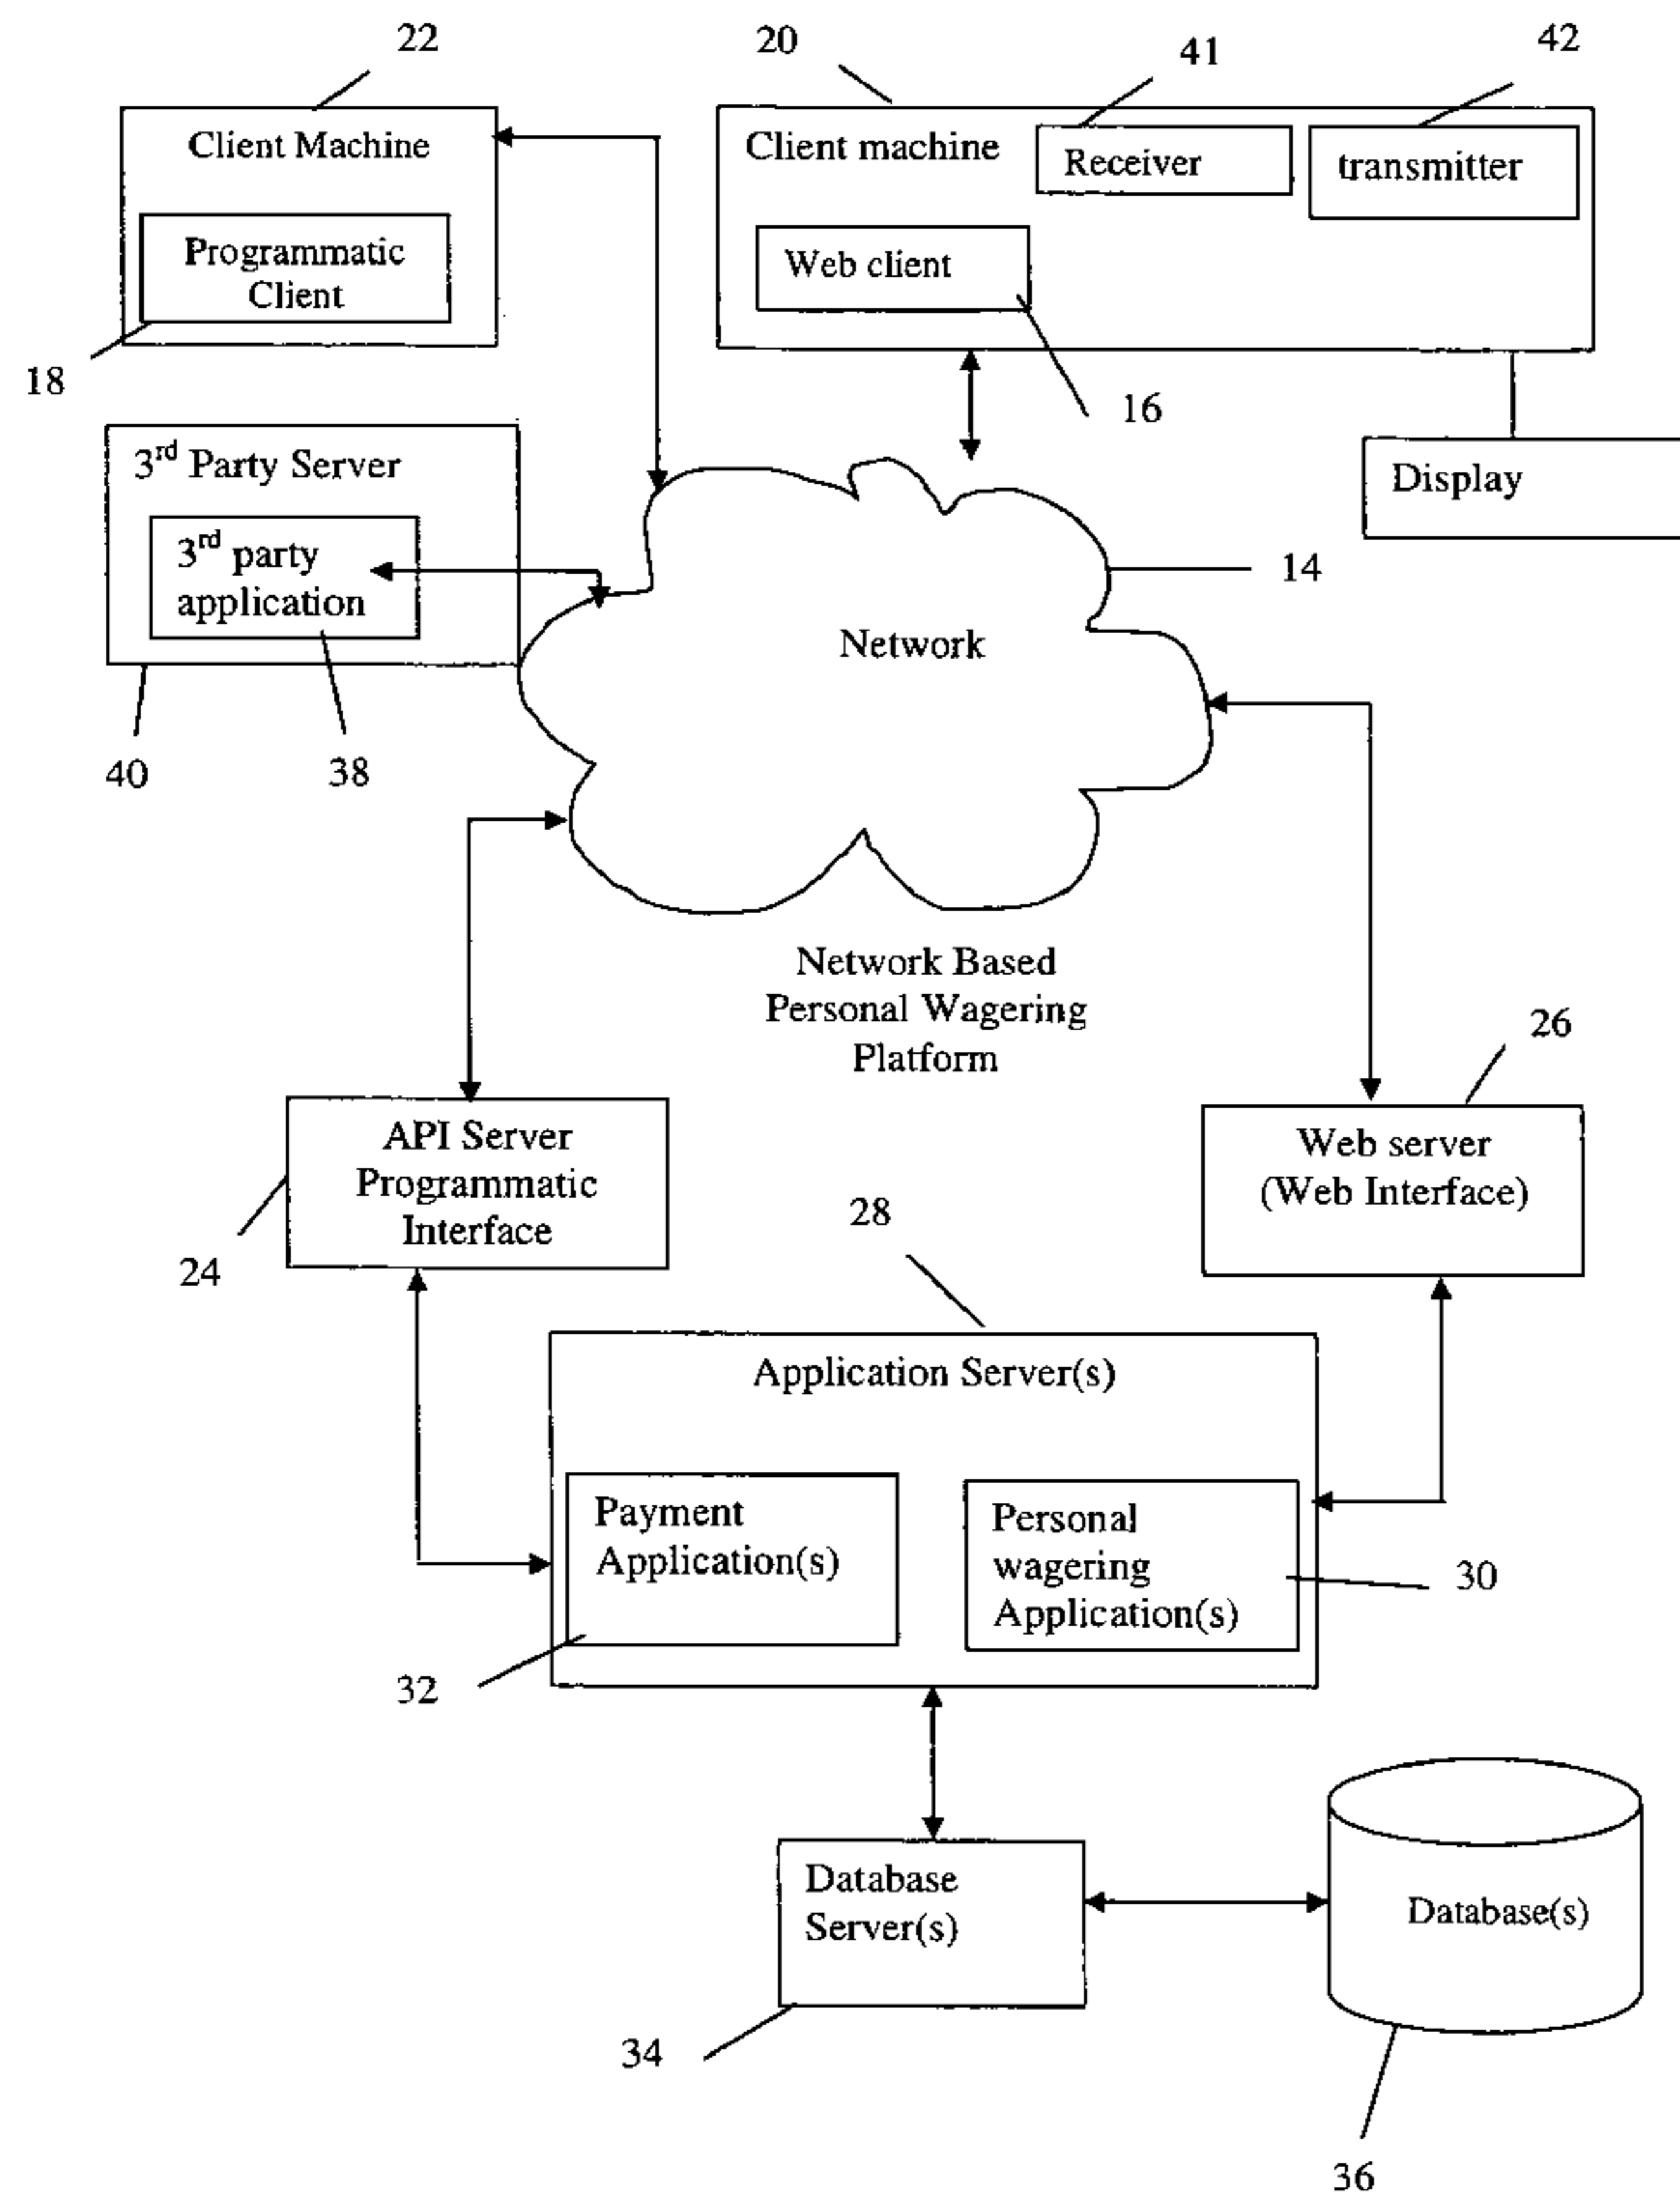 22
20
41
42
Client Machine
Client machine
Receiver
transmitter
Programmatic
Client
Web client
18
16
3rd Party Server
Display
3rd party
application
14
Network
40
38
Network Based
Personal Wagering
Platform
26
API Server
Programmatic
Interface
Web server
(Web Interface)
24
28
Application Server(s)
Payment
Application(s)
Personal
wagering
Application(s)
30
32
Database
Server(s)
Database(s)
34
36